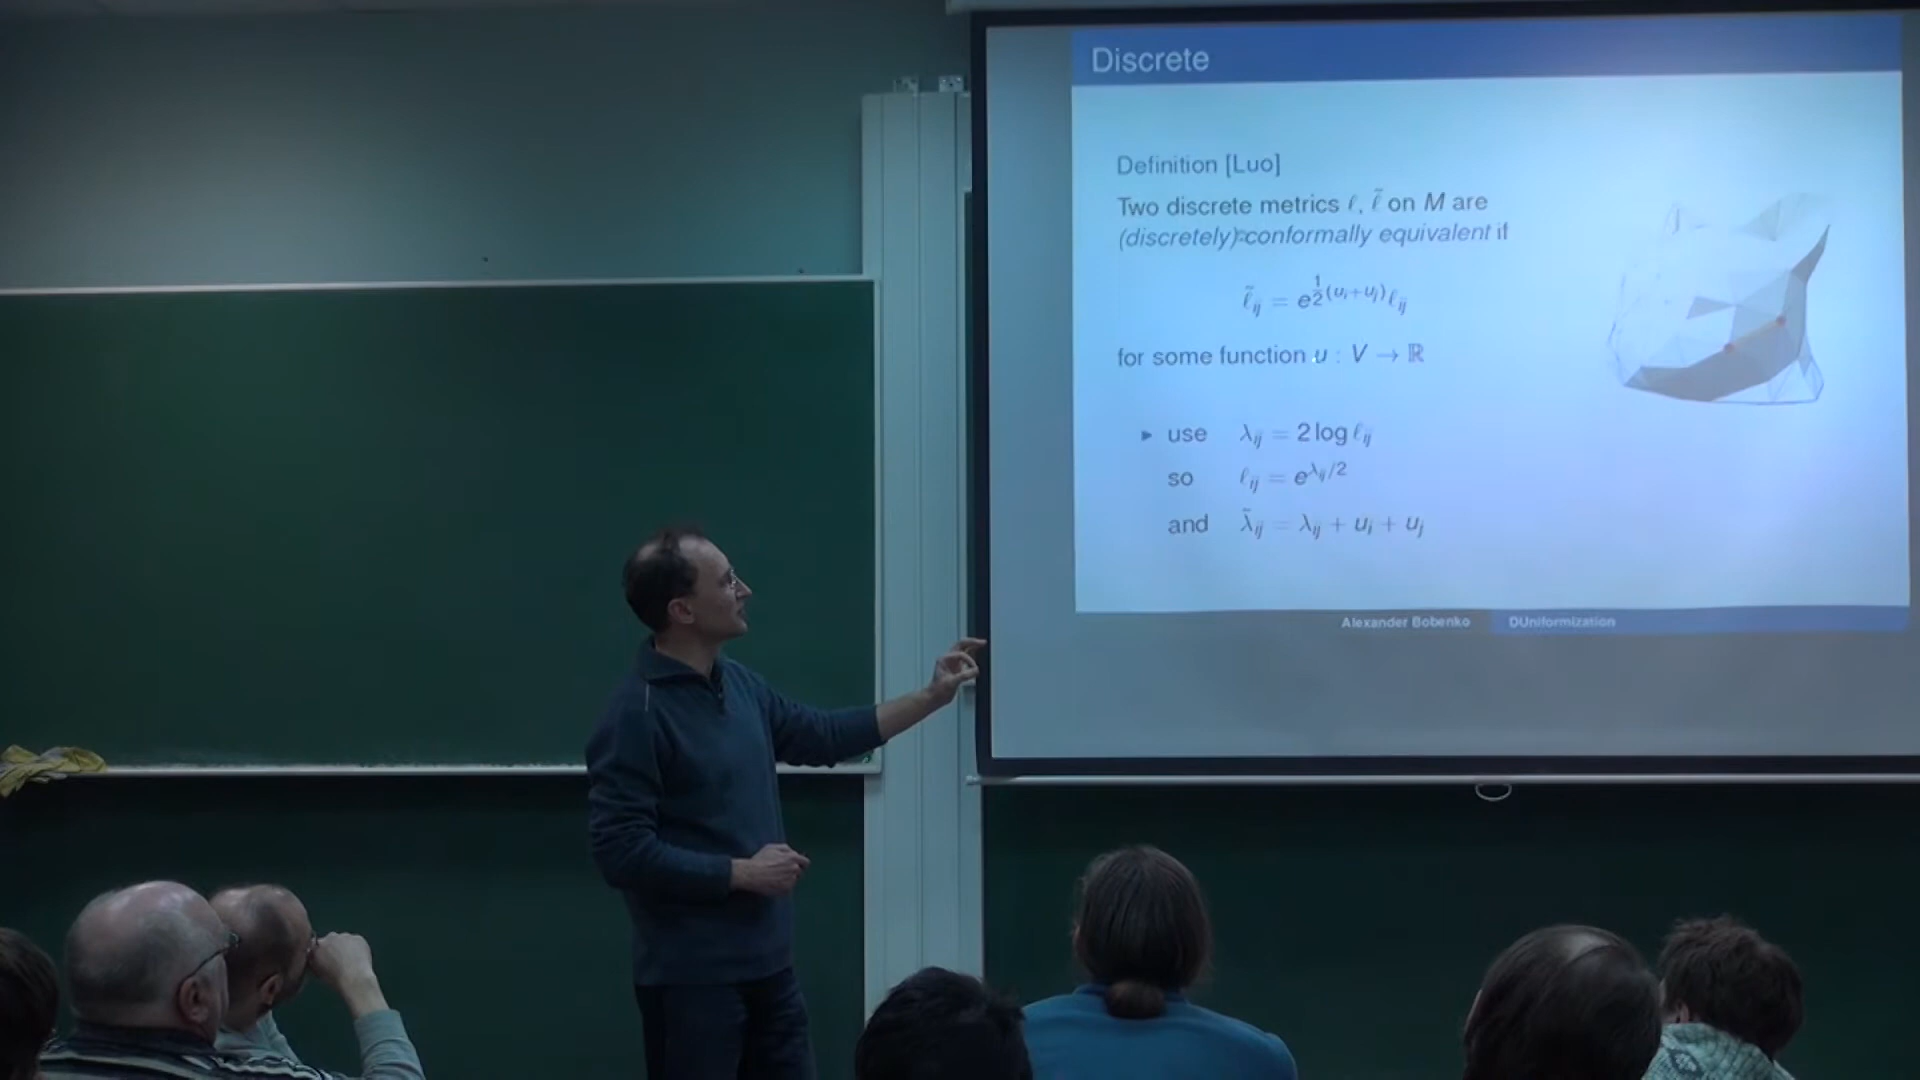 Discrete
Definition [Luo]
Two discrete metrics ℓ, ℓ̃ on M are
(discretely) conformally equivalent if
ℓ̃ᵢⱼ = e^{½(uᵢ+uⱼ)}ℓᵢⱼ
for some function u : V → ℝ
▸ use λᵢⱼ = 2 log ℓᵢⱼ
so ℓᵢⱼ = e^{λᵢⱼ/2}
and λ̃ᵢⱼ = λᵢⱼ + uᵢ + uⱼ
Alexander Bobenko DUniformization